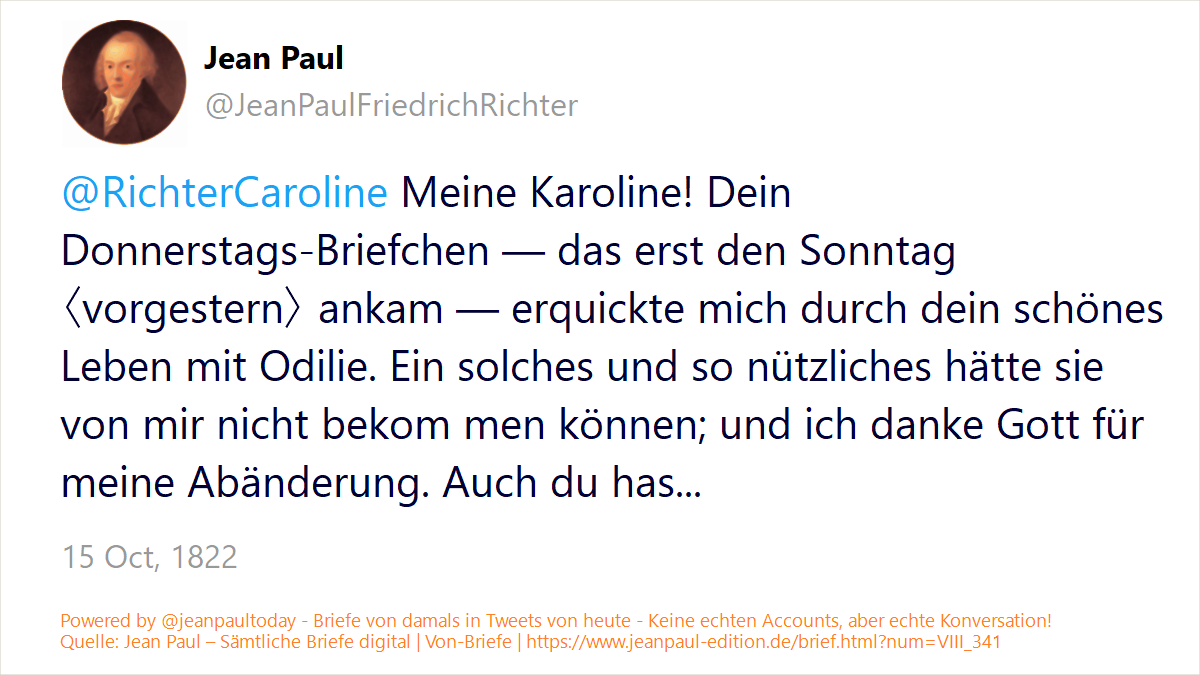 Jean Paul
@JeanPaulFriedrichRichter
@RichterCaroline Meine Karoline! Dein
Donnerstags-Briefchen — das erst den Sonntag
〈vorgestern〉 ankam — erquickte mich durch dein schönes
Leben mit Odilie. Ein solches und so nützliches hätte sie
von mir nicht bekom men können; und ich danke Gott für
meine Abänderung. Auch du has...
15 Oct, 1822
Powered by @jeanpaultoday - Briefe von damals in Tweets von heute - Keine echten Accounts, aber echte Konversation!
Quelle: Jean Paul – Sämtliche Briefe digital | Von-Briefe | https://www.jeanpaul-edition.de/brief.html?num=VIII_341